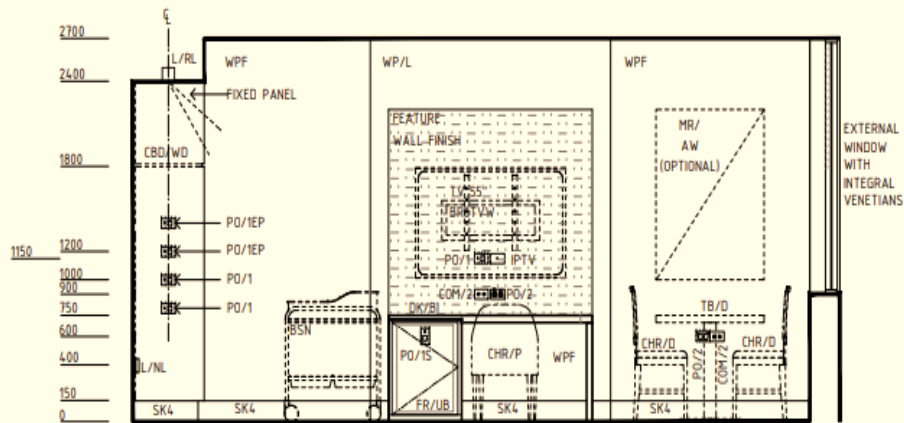 ℄
2700
L/RL
WPF
WP/L
WPF
2400
FIXED PANEL
FEATURE
WALL FINISH
MR/
AW
(OPTIONAL)
EXTERNAL
WINDOW
WITH
INTEGRAL
VENETIANS
CBD/WD
1800
TV-55"
BRKTVW
PO/1EP
PO/1EP
1200
1150
PO/1
IPTV
1000
PO/1
900
COM/2
PO/2
750
DK/BL
TB/D
BSN
600
PO/1S
CHR/P
WPF
CHR/D
PO/2
COM/2
CHR/D
400
L/NL
FR/UB
150
SK4
SK4
SK4
SK4
0